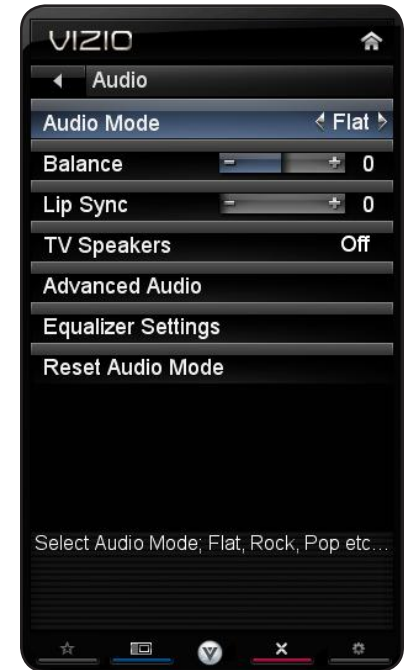 VIZIO
Audio
Audio Mode Flat
Balance - + 0
Lip Sync - + 0
TV Speakers Off
Advanced Audio
Equalizer Settings
Reset Audio Mode
Select Audio Mode; Flat, Rock, Pop etc...
V